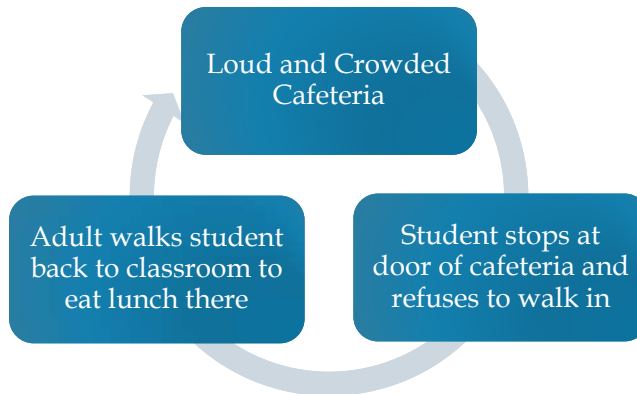 Loud and Crowded
Cafeteria
Student stops at
door of cafeteria and
refuses to walk in
Adult walks student
back to classroom to
eat lunch there